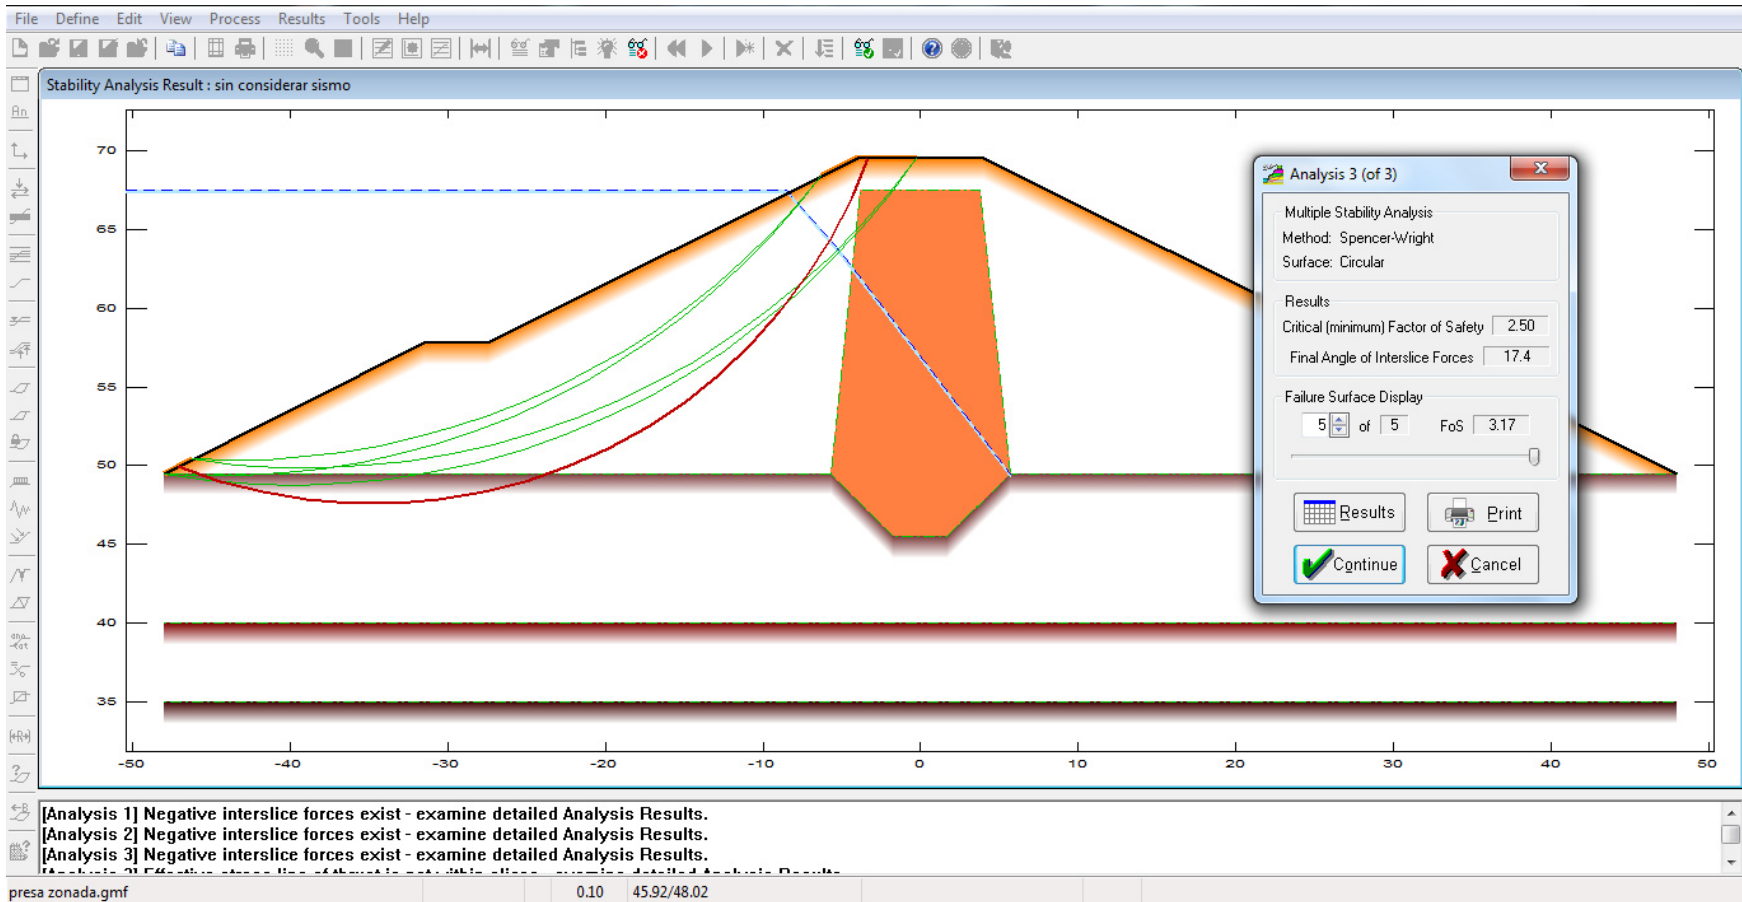 File Define Edit View Process Results Tools Help
Stability Analysis Result : sin considerar sismo
70
65
60
55
50
45
40
35
-50 -40 -30 -20 -10 0 10 20 30 40 50
Analysis 3 (of 3)
Multiple Stability Analysis
Method: Spencer-Wright
Surface: Circular
Results
Critical (minimum) Factor of Safety 2.50
Final Angle of Interslice Forces 17.4
Failure Surface Display
5 of 5 FoS 3.17
Results Print
Continue Cancel
[Analysis 1] Negative interslice forces exist - examine detailed Analysis Results.
[Analysis 2] Negative interslice forces exist - examine detailed Analysis Results.
[Analysis 3] Negative interslice forces exist - examine detailed Analysis Results.
presa zonada.gmf 0.10 45.92/48.02